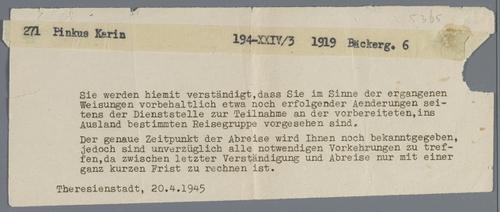 5365
271 Pinkus Karin 194-XXIV/3 1919 Bäckerg. 6
Sie werden hiemit verständigt,dass Sie im Sinne der ergangenen
Weisungen vorbehaltlich etwa noch erfolgender Aenderungen sei-
tens der Dienststelle zur Teilnahme an der vorbereiteten,ins
Ausland bestimmten Reisegruppe vorgesehen sind.
Der genaue Zeitpunkt der Abreise wird Ihnen noch bekanntgegeben,
jedoch sind unverzüglich alle notwendigen Vorkehrungen zu tref-
fen,da zwischen letzter Verständigung und Abreise nur mit einer
ganz kurzen Frist zu rechnen ist.
Theresienstadt, 20.4.1945